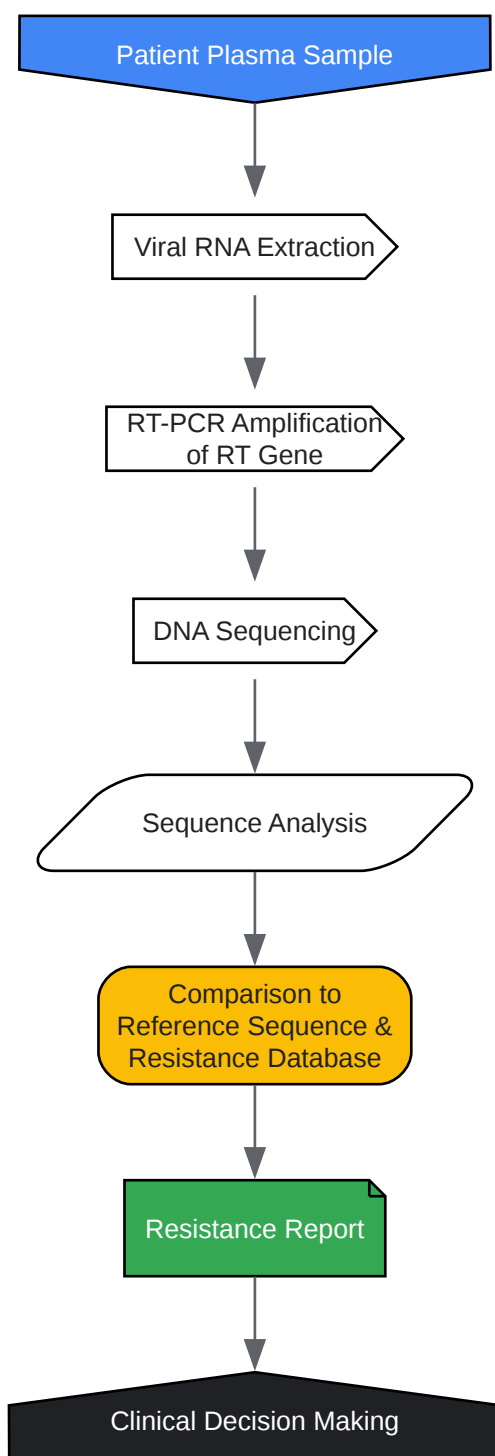 Patient Plasma Sample
Viral RNA Extraction
RT-PCR Amplification
of RT Gene
DNA Sequencing
Sequence Analysis
Comparison to
Reference Sequence &
Resistance Database
Resistance Report
Clinical Decision Making